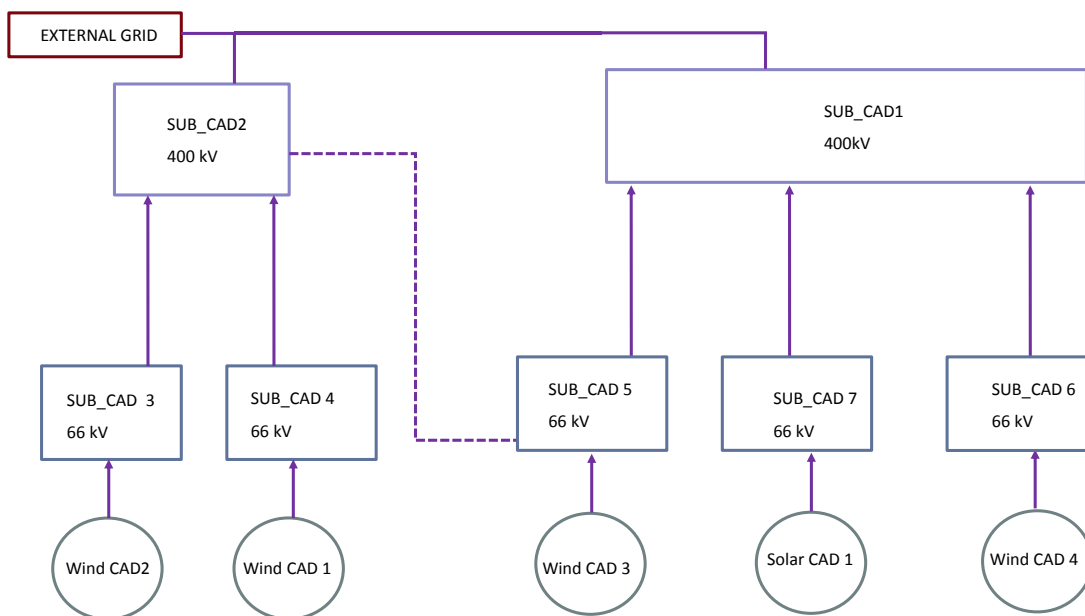 EXTERNAL GRID
SUB_CAD2
400 kV
SUB_CAD1
400kV
SUB_CAD  3
66 kV
SUB_CAD 4
66 kV
SUB_CAD 5
66 kV
SUB_CAD 7
66 kV
SUB_CAD 6
66 kV
Wind CAD2
Wind CAD 1
Wind CAD 3
Solar CAD 1
Wind CAD 4